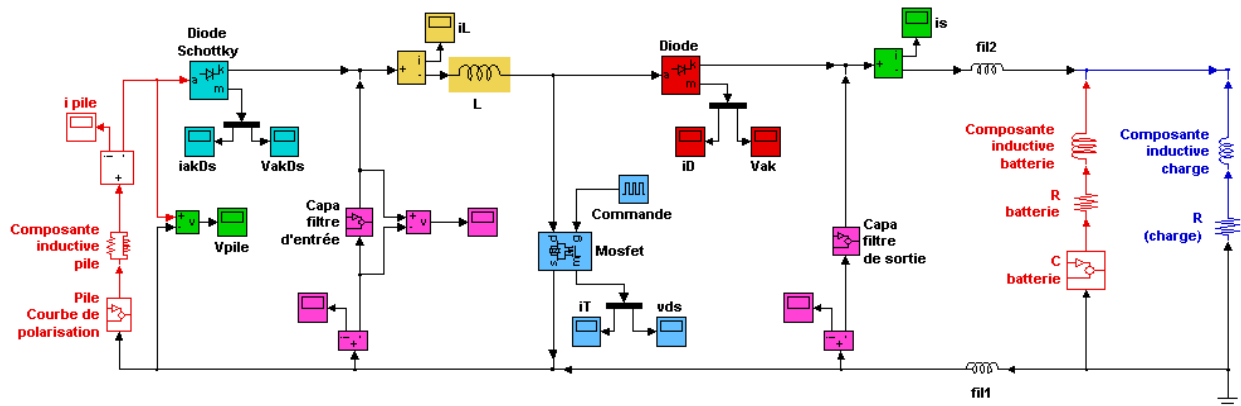 Diode
Schottky
a
k
m
i pile
i
-
+
iakDs
VakDs
+
-
v
Vpile
Composante
inductive
pile
Pile
Courbe de
polarisation
iL
+
i
-
L
Capa
filtre
d'entrée
+
-
v
i
-
+
Diode
a
k
m
iD
Vak
Commande
d
g
s
m
Mosfet
iT
vds
is
+
i
-
fil2
Capa
filtre
de sortie
i
-
+
fil1
Composante
inductive
batterie
R
batterie
C
batterie
Composante
inductive
charge
R
(charge)